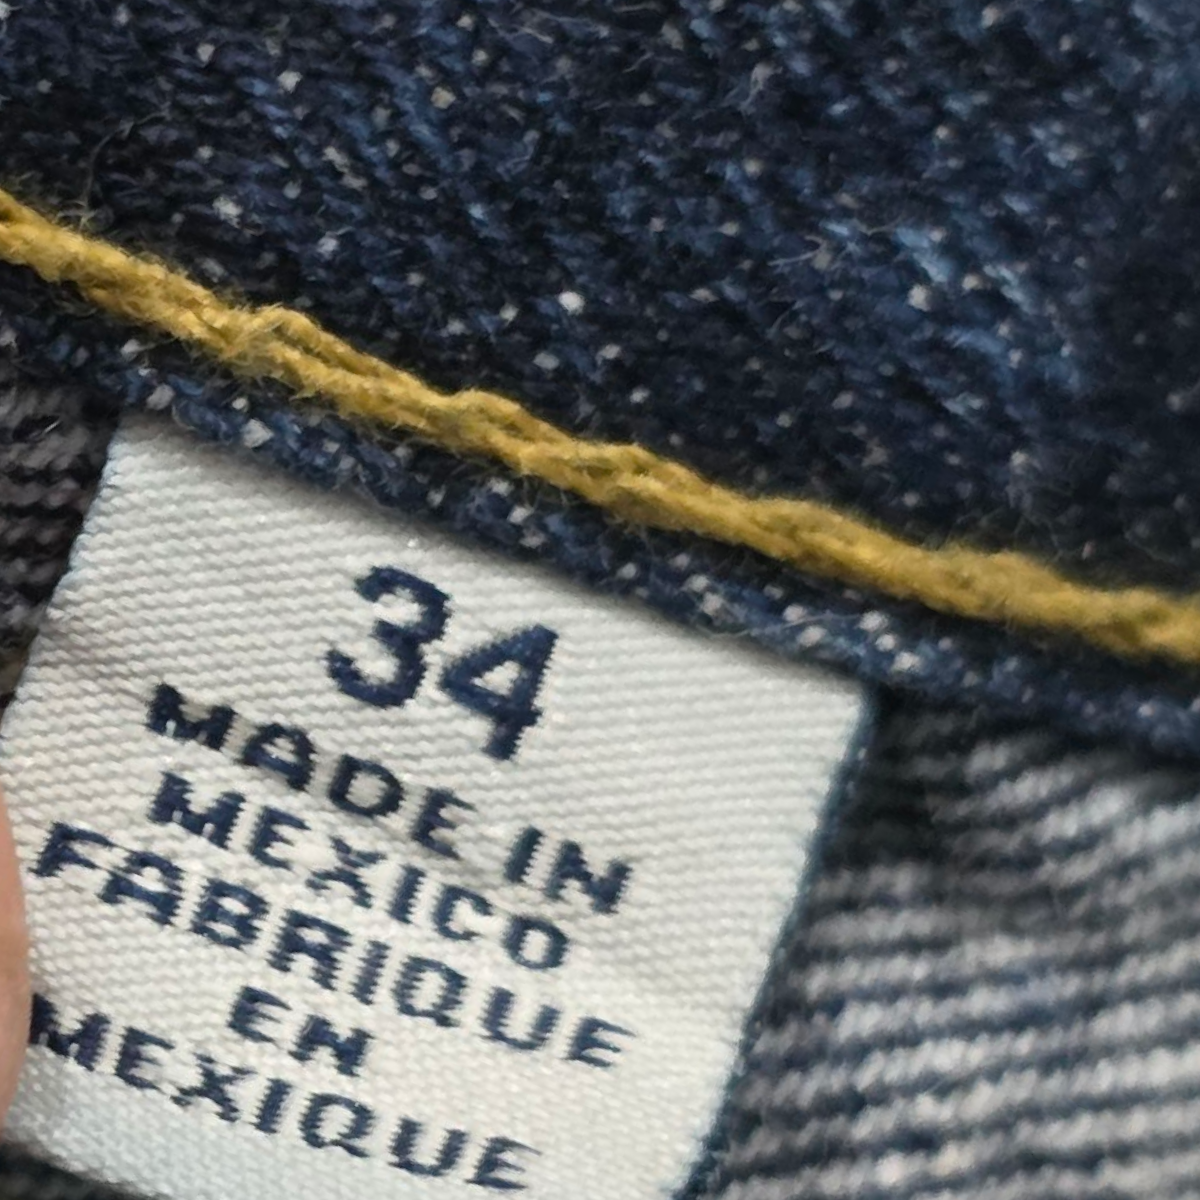 34
MADE IN
MEXICO
FABRIQUE
EN
MEXIQUE